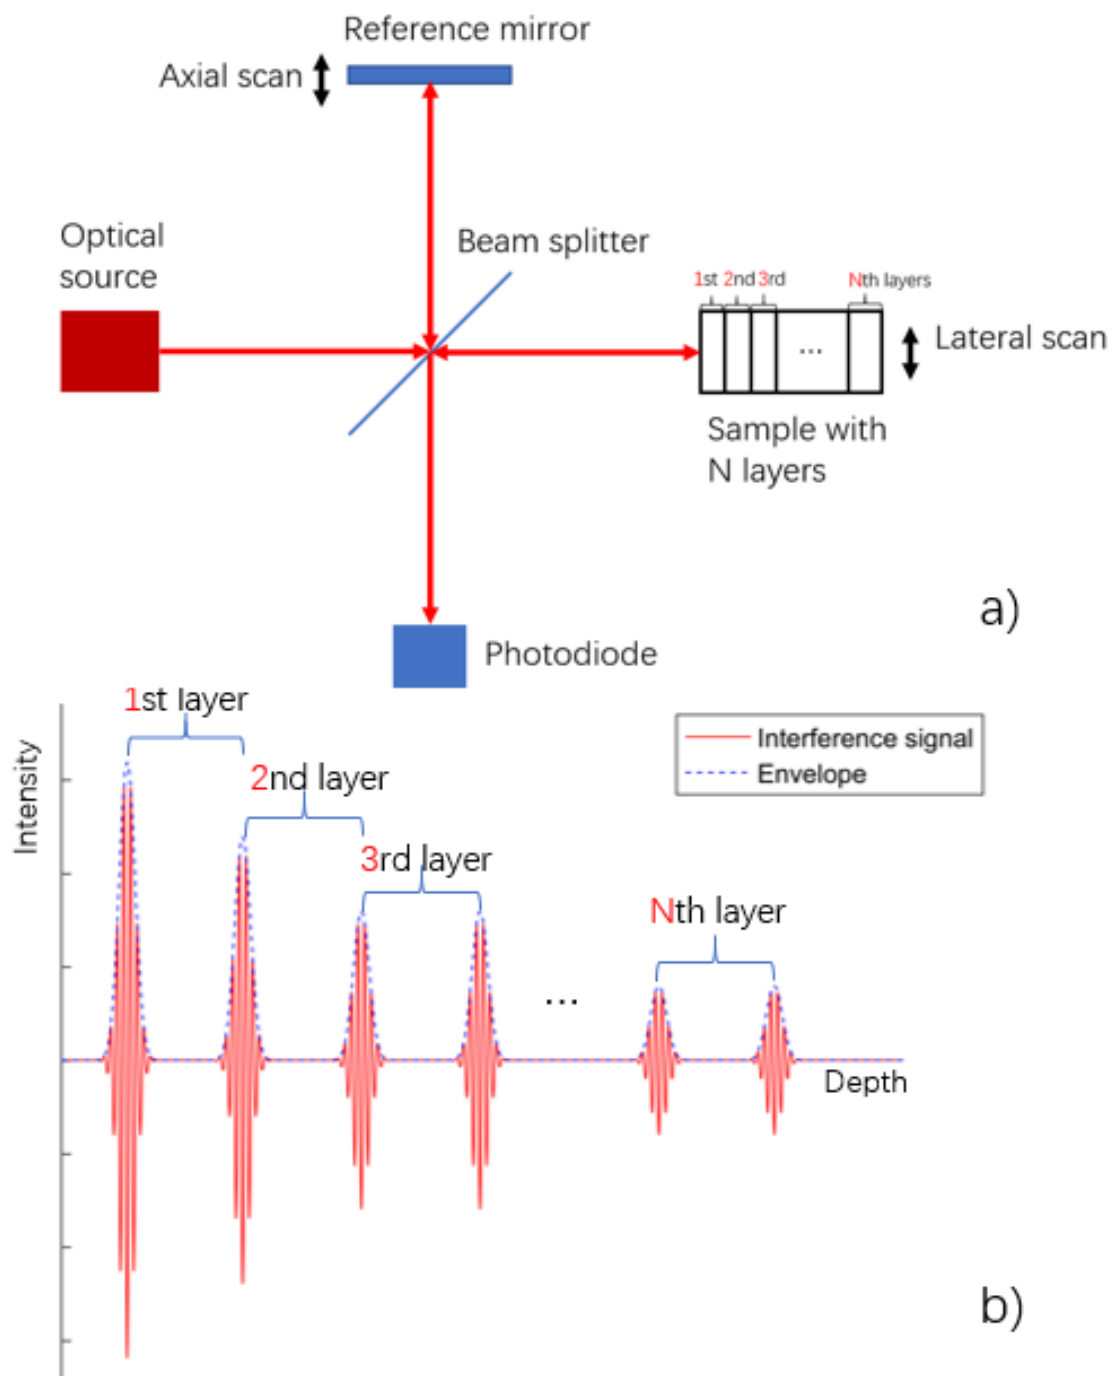 Reference mirror
Axial scan
Optical
source
Beam splitter
1st 2nd 3rd Nth layers
...
Lateral scan
Sample with
N layers
a)
Photodiode
1st layer
Interference signal
Envelope
2nd layer
Intensity
3rd layer
Nth layer
...
Depth
b)